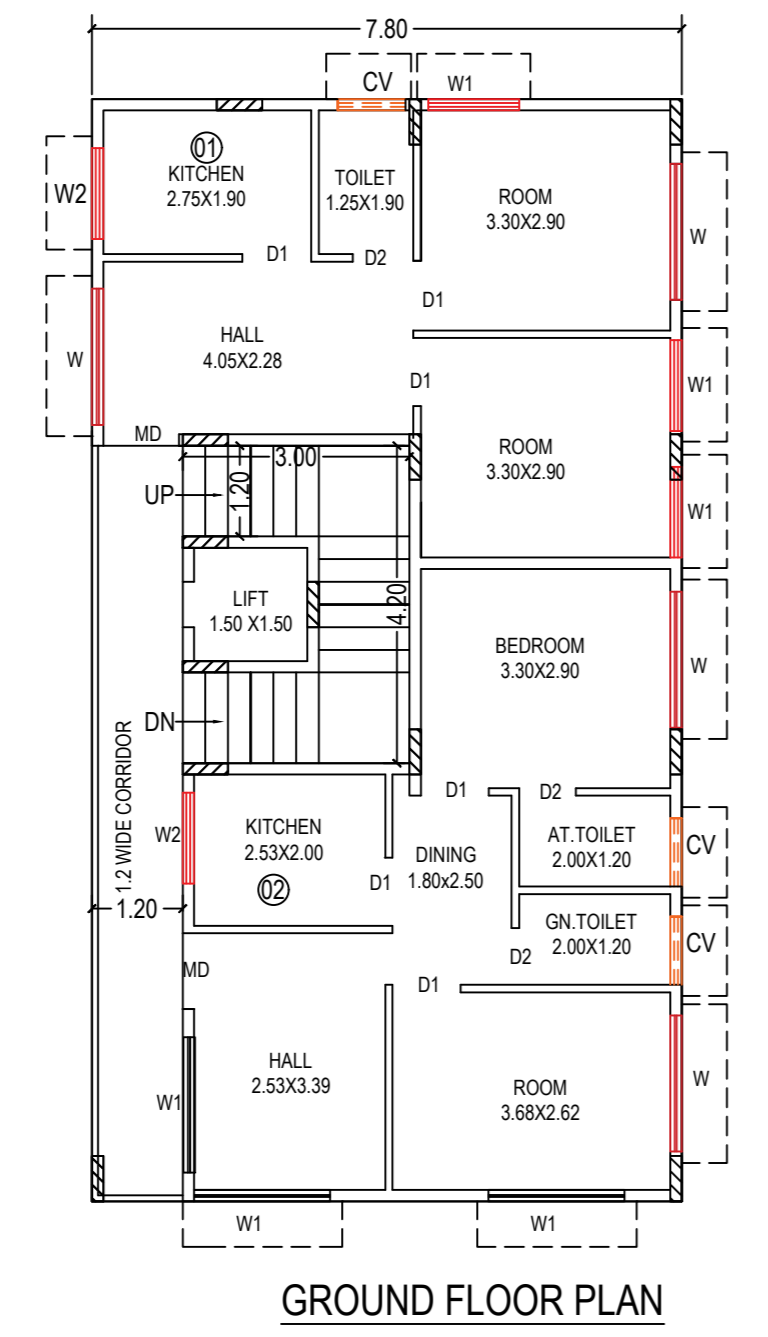 7.80
CV
W1
01
KITCHEN
2.75X1.90
TOILET
1.25X1.90
ROOM
3.30X2.90
W2
W
D1
D2
D1
HALL
4.05X2.28
W
D1
W1
MD
3.00
ROOM
3.30X2.90
UP
1.20
W1
LIFT
1.50 X1.50
4.20
BEDROOM
3.30X2.90
W
DN
1.2 WIDE CORRIDOR
D1
D2
W2
KITCHEN
2.53X2.00
02
DINING
1.80x2.50
AT.TOILET
2.00X1.20
CV
D1
1.20
GN.TOILET
2.00X1.20
CV
D2
MD
D1
HALL
2.53X3.39
ROOM
3.68X2.62
W
W1
W1
W1
GROUND FLOOR PLAN